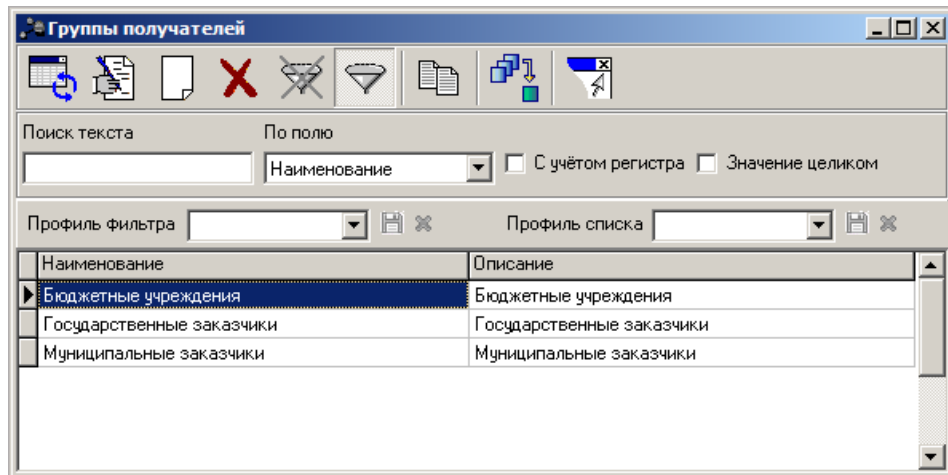 Группы получателей
Поиск текста По полю
Наименование С учётом регистра Значение целиком
Профиль фильтра Профиль списка
Наименование Описание
Бюджетные учреждения Бюджетные учреждения
Государственные заказчики Государственные заказчики
Муниципальные заказчики Муниципальные заказчики